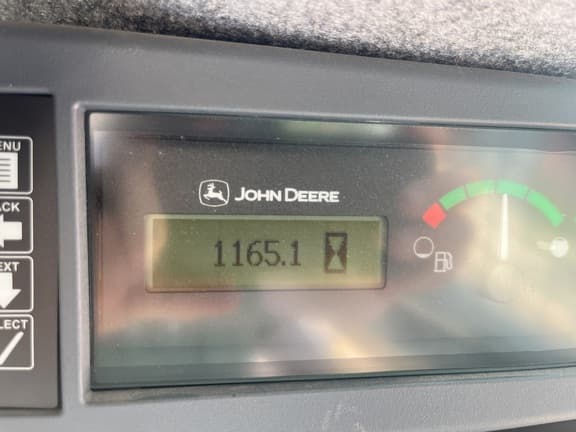 ENU
ACK
EXT
LECT
JOHN DEERE
1165.1